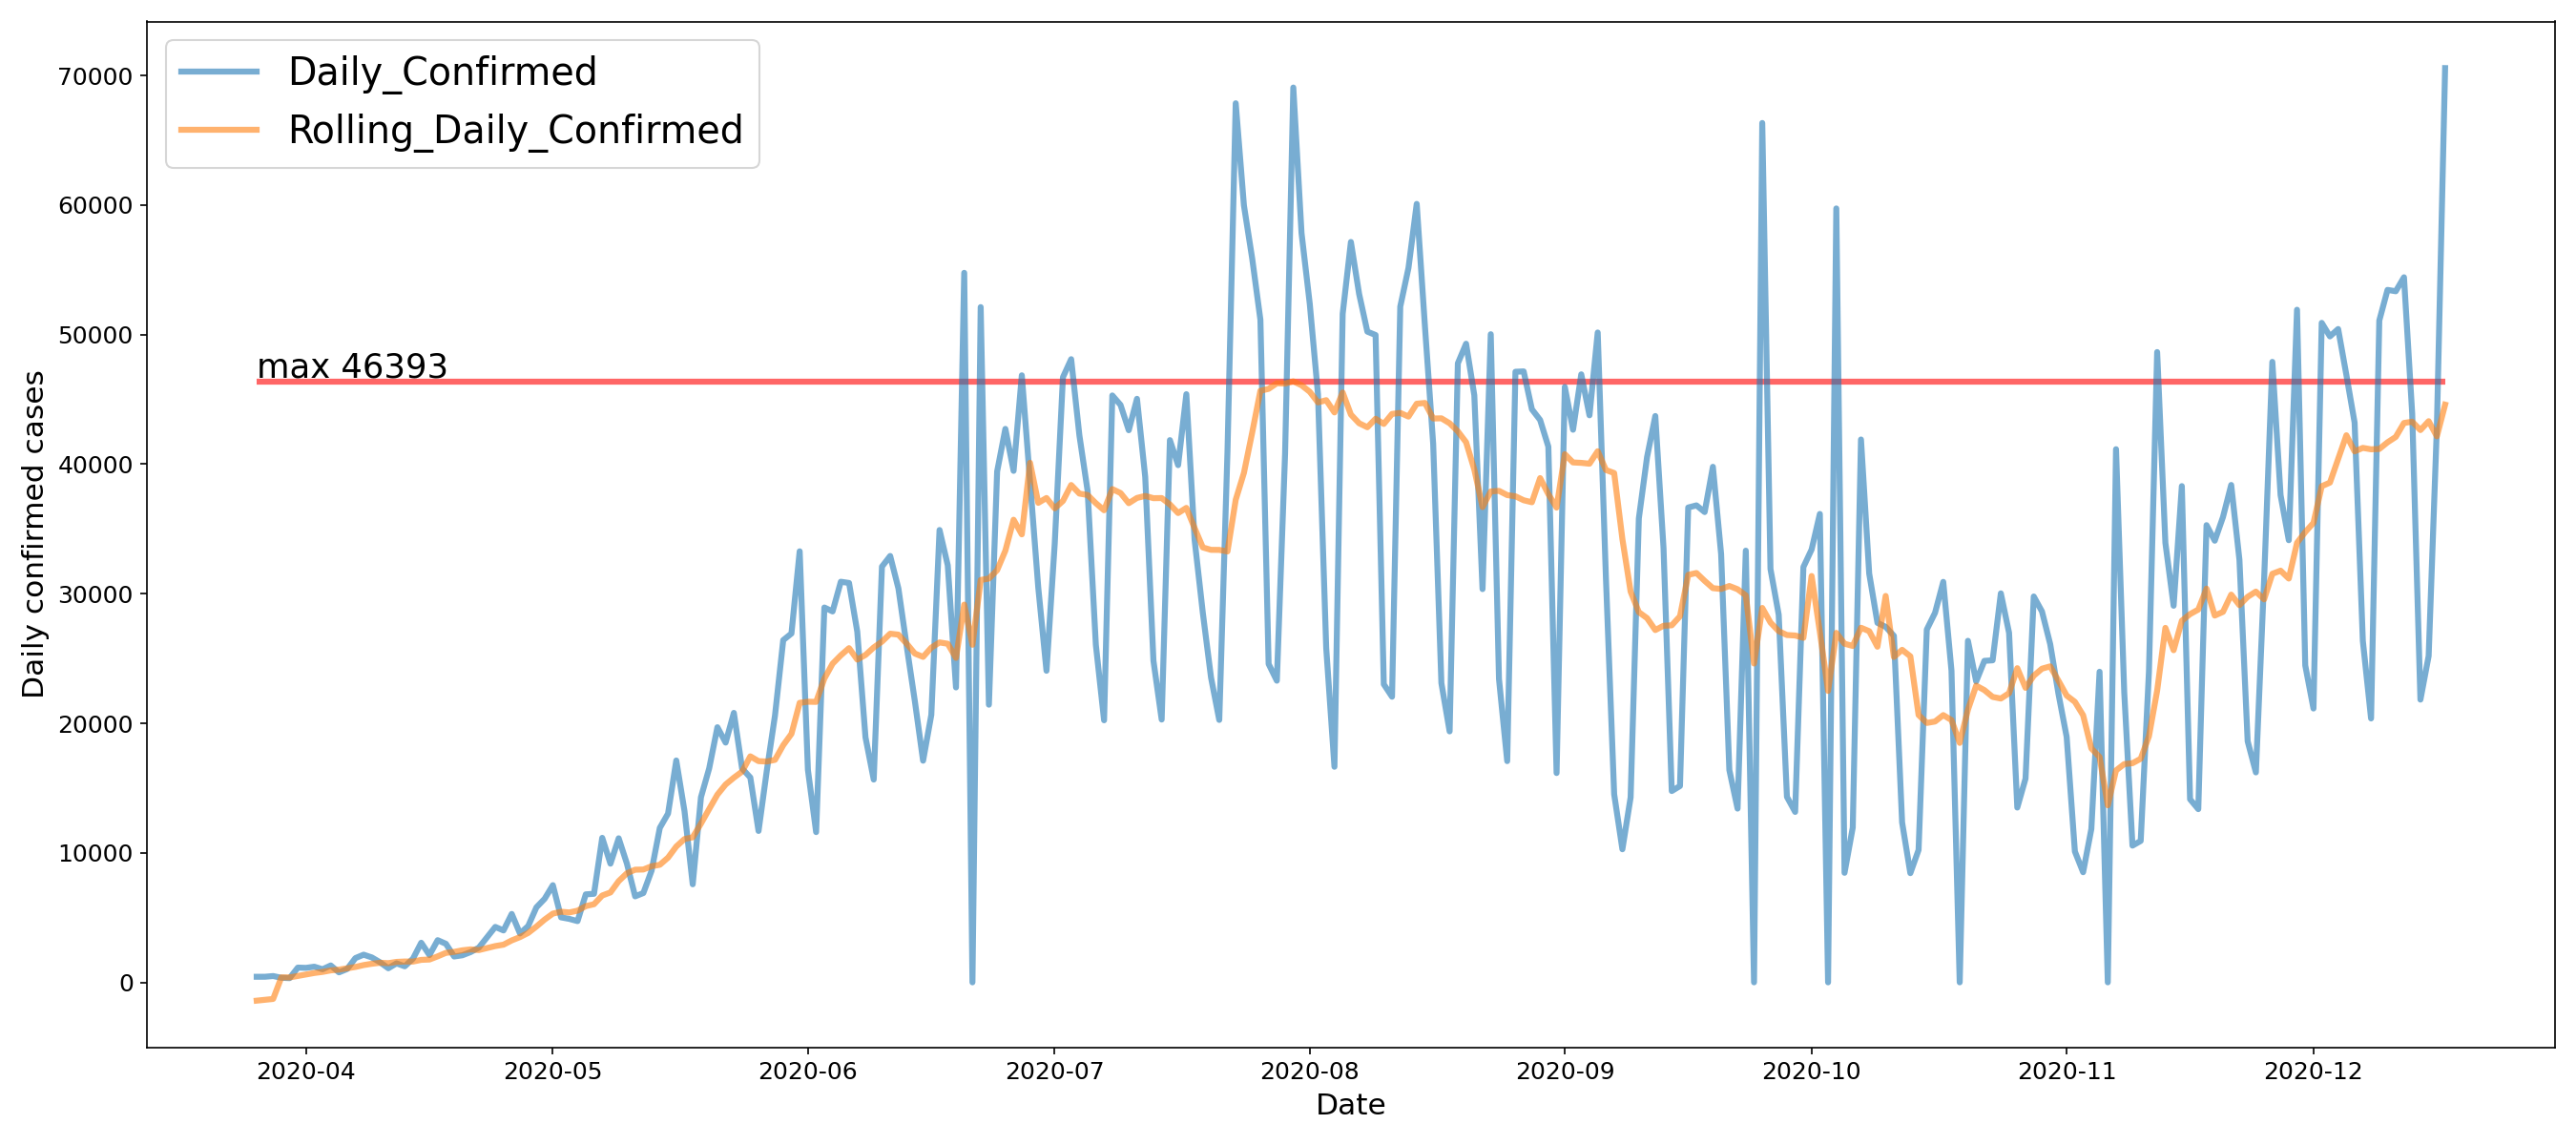 Daily_Confirmed
Rolling_Daily_Confirmed
70000
60000
50000
40000
30000
20000
10000
0
max 46393
Daily confirmed cases
2020-04 2020-05 2020-06 2020-07 2020-08 2020-09 2020-10 2020-11 2020-12
Date